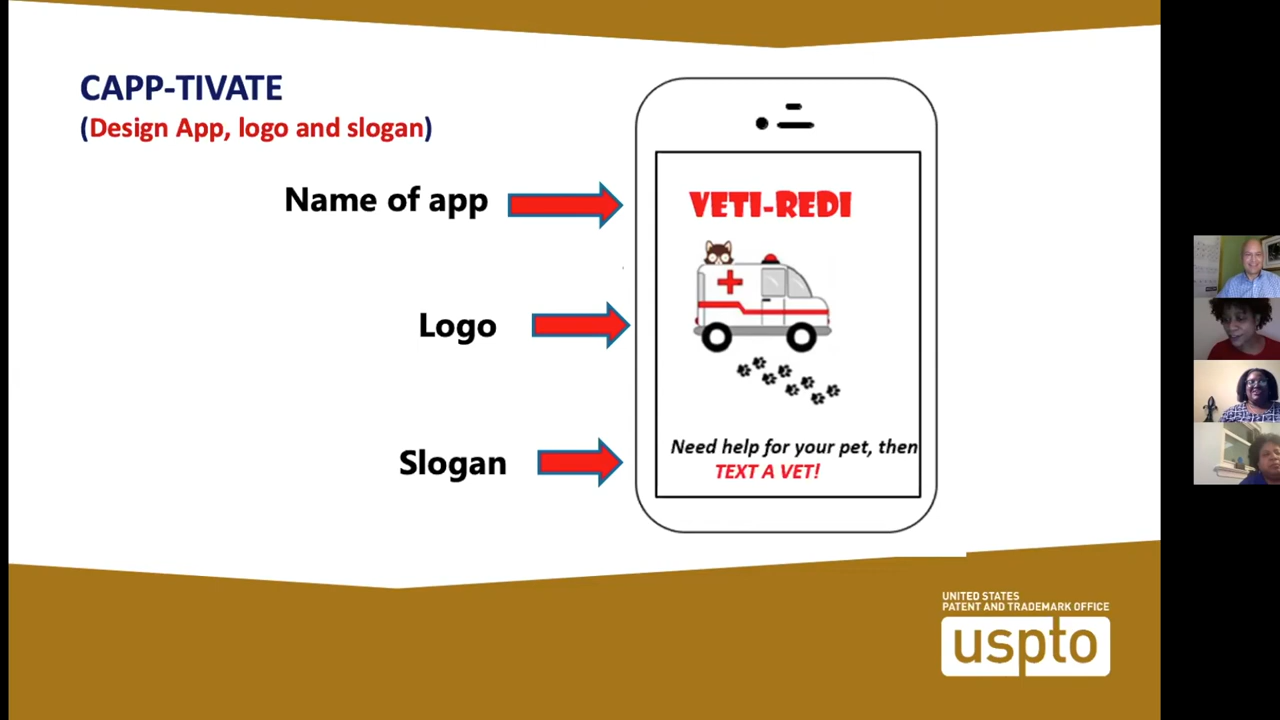 CAPP-TIVATE
(Design App, logo and slogan)
Name of app
VETI-REDI
Logo
Slogan
Need help for your pet, then
TEXT A VET!
UNITED STATES
PATENT AND TRADEMARK OFFICE
uspto